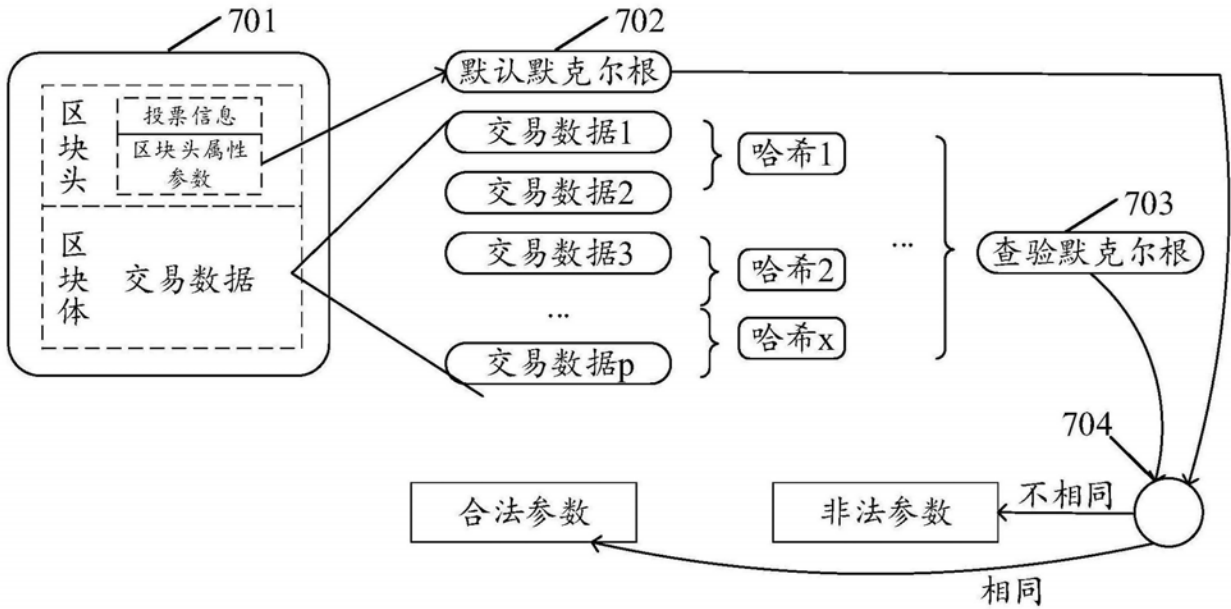 701
702
区块头
投票信息
区块头属性
参数
区块体
交易数据
默认默克尔根
交易数据1
交易数据2
交易数据3
...
交易数据p
哈希1
哈希2
哈希x
...
703
查验默克尔根
704
合法参数
非法参数
不相同
相同